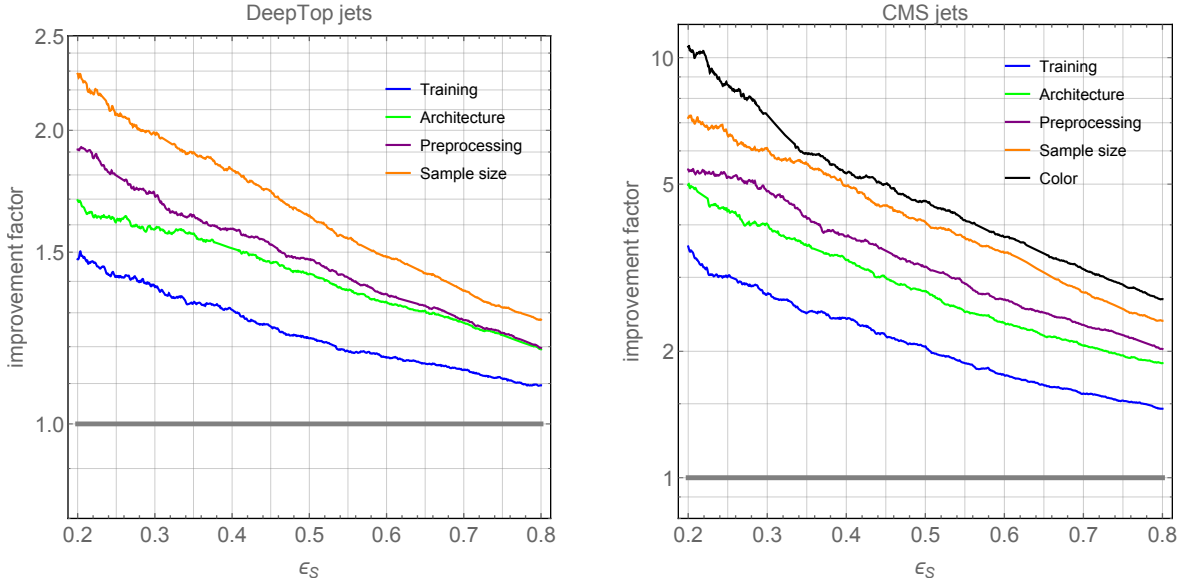 DeepTop jets
2.5
2.0
1.5
1.0
improvement factor
Training
Architecture
Preprocessing
Sample size
0.2 0.3 0.4 0.5 0.6 0.7 0.8
ϵS
CMS jets
10
5
2
1
improvement factor
Training
Architecture
Preprocessing
Sample size
Color
0.2 0.3 0.4 0.5 0.6 0.7 0.8
ϵS